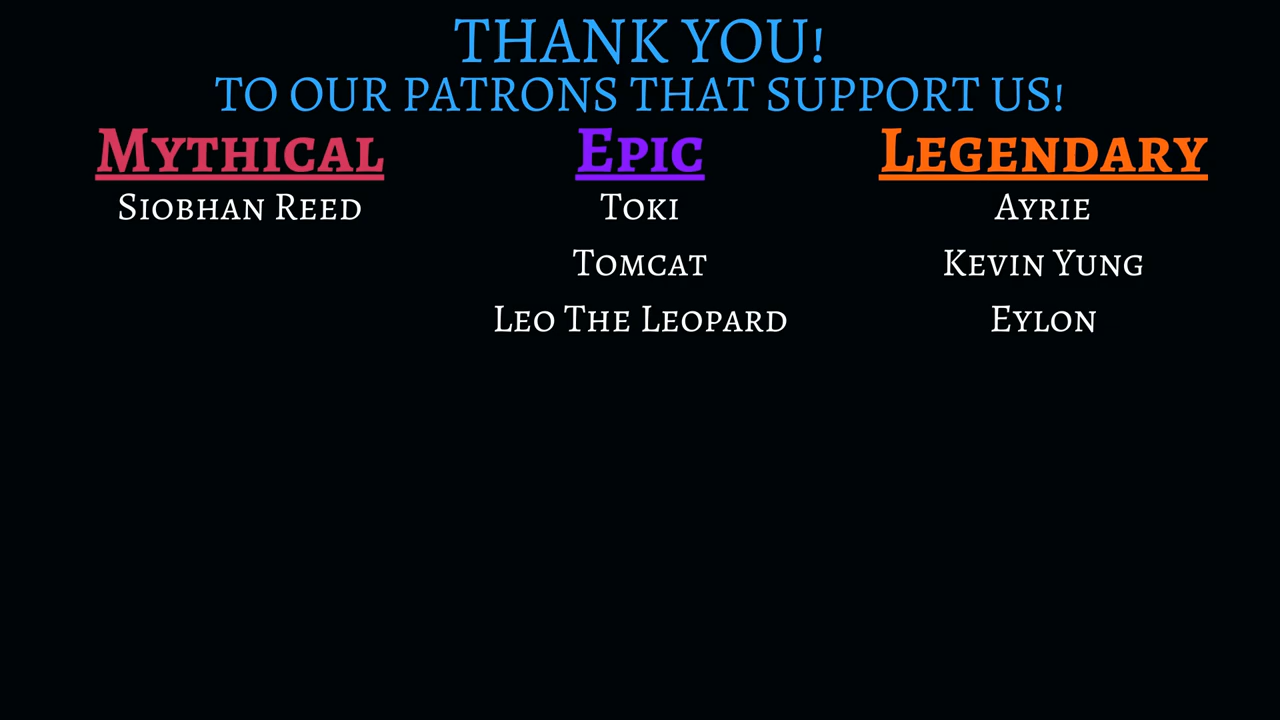 THANK YOU!
TO OUR PATRONS THAT SUPPORT US!
Mythical
Siobhan Reed
Epic
Toki
Tomcat
Leo The Leopard
Legendary
Ayrie
Kevin Yung
Eylon